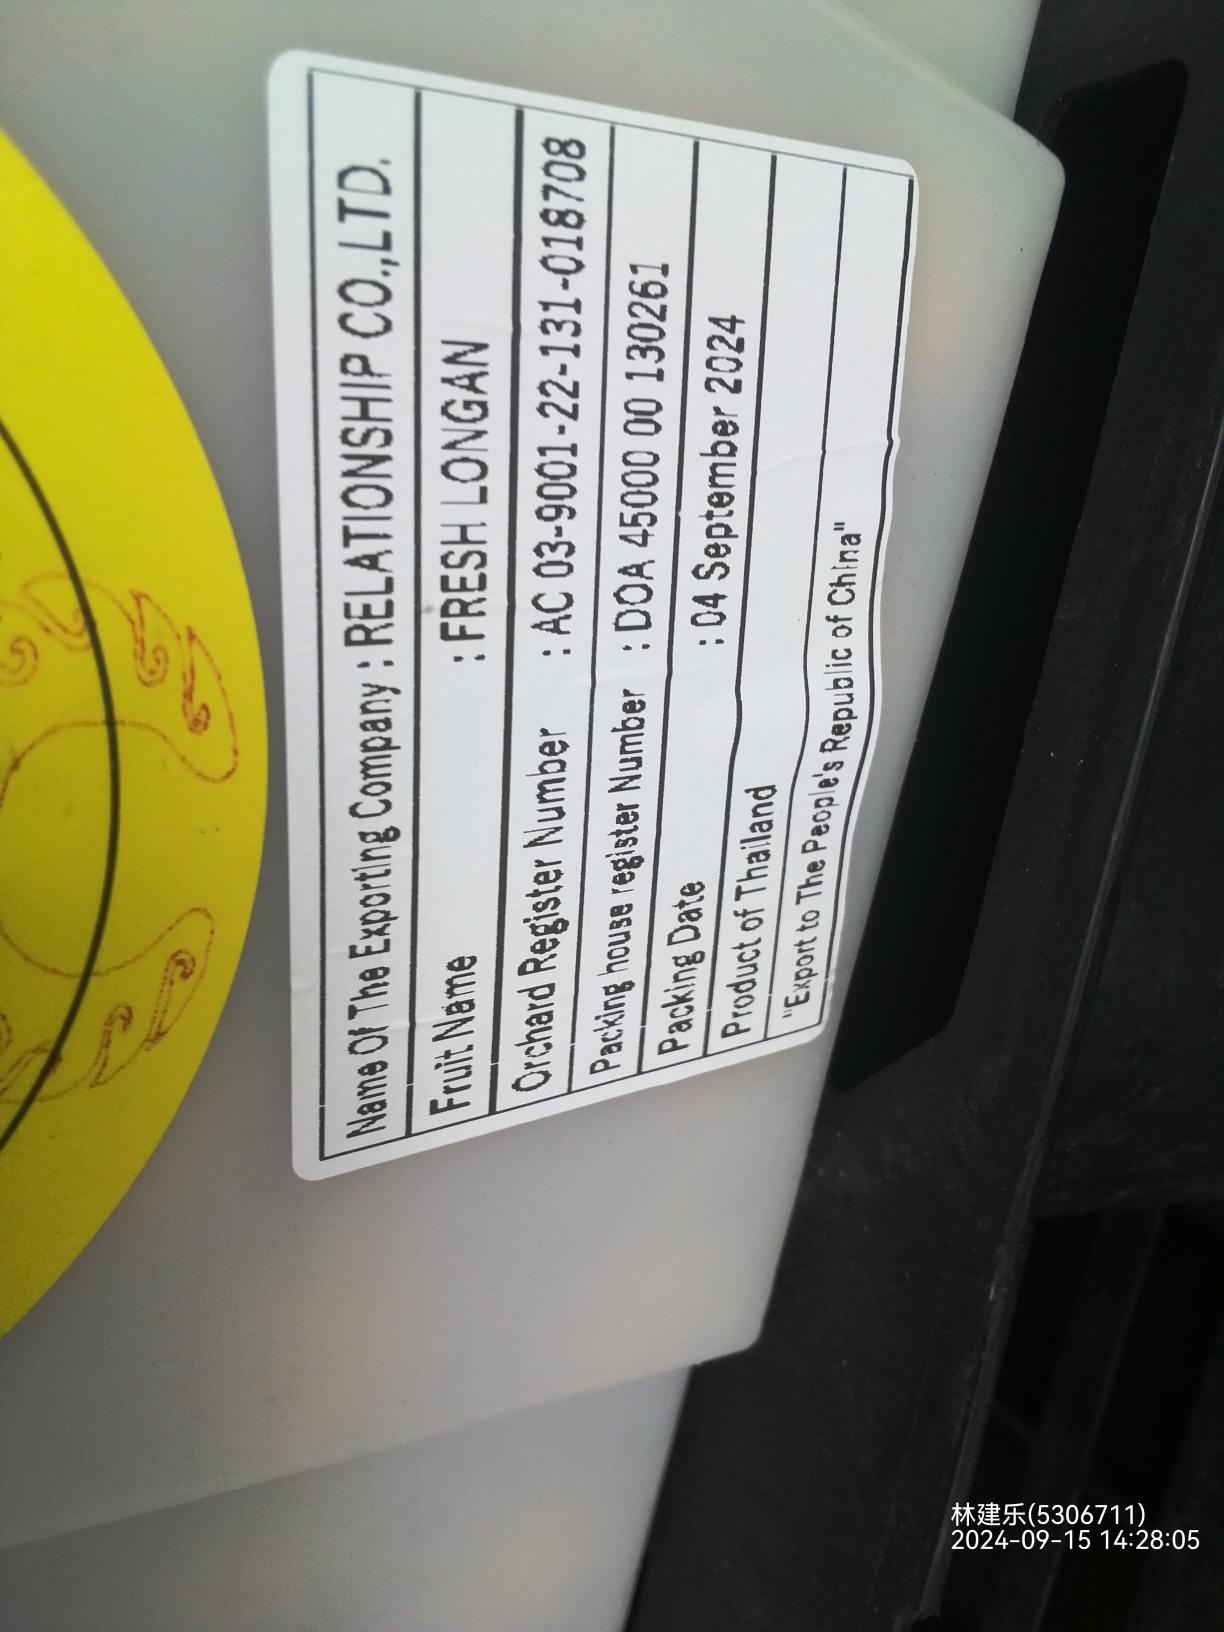 Name Of The Exporting Company : RELATIONSHIP CO.,LTD.
Fruit Name : FRESH LONGAN
Orchard Register Number : AC 03-9001-22-131-018708
Packing house register Number : DOA 45000 00 130261
Packing Date : 04 September 2024
Product of Thailand
"Export to The People's Republic of China"
林建乐(5306711)
2024-09-15 14:28:05